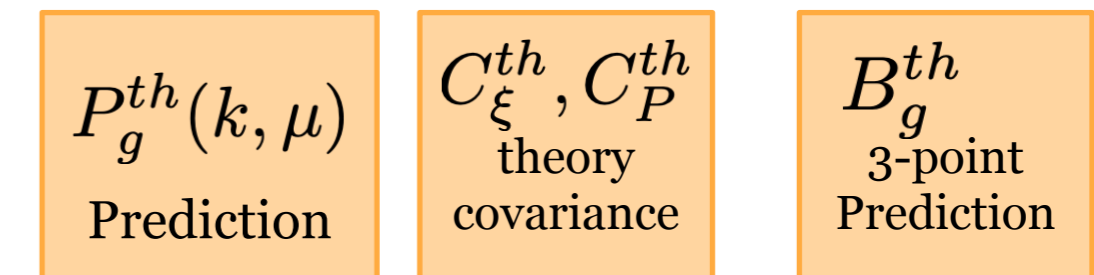 P_g^{th}(k, μ)
Prediction
C_ξ^{th}, C_P^{th}
theory
covariance
B_g^{th}
3-point
Prediction